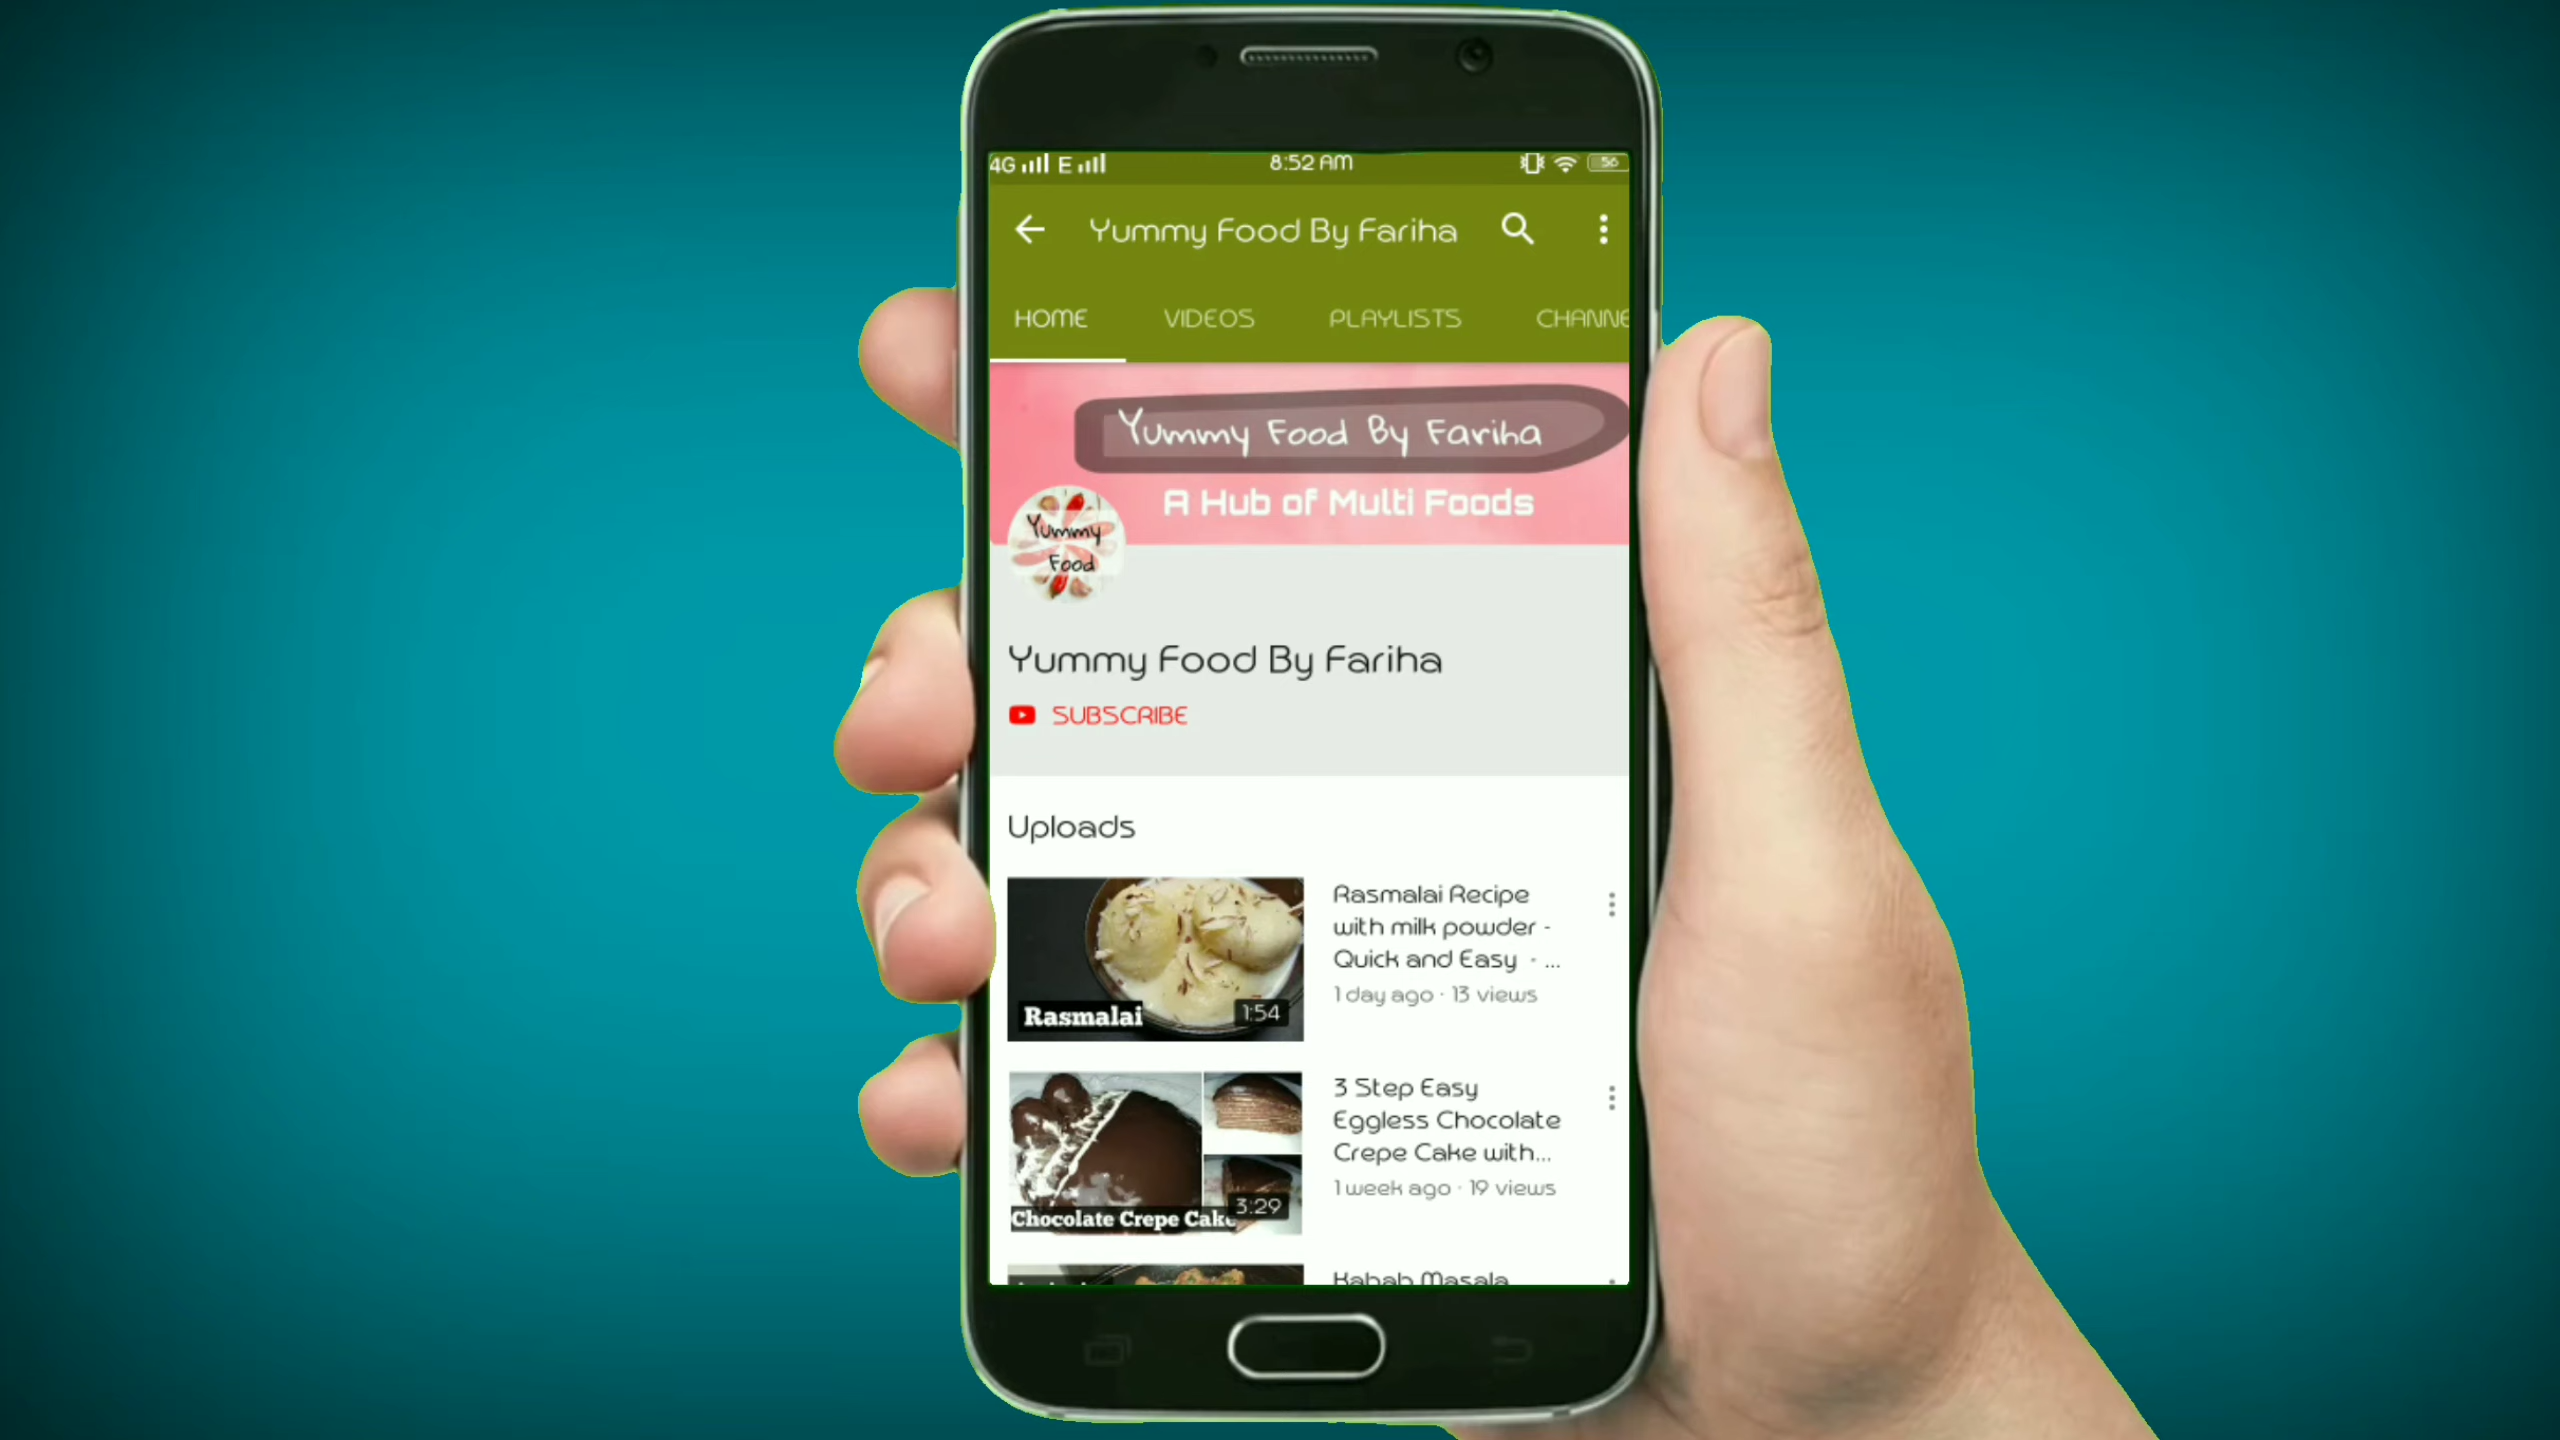 4G E 8:52 AM 56
Yummy Food By Fariha
HOME VIDEOS PLAYLISTS CHANNE
Yummy Food By Fariha
A Hub of Multi Foods
Yummy
Food
Yummy Food By Fariha
SUBSCRIBE
Uploads
Rasmalai Recipe
with milk powder -
Quick and Easy - ...
1 day ago · 13 views
Rasmalai
1:54
3 Step Easy
Eggless Chocolate
Crepe Cake with...
1 week ago · 19 views
Chocolate Crepe Cake
3:29
Kabab Masala